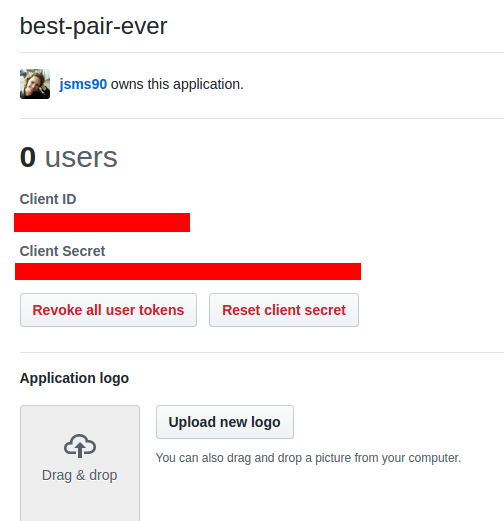 best-pair-ever
jsms90 owns this application.
0 users
Client ID
Client Secret
Revoke all user tokens Reset client secret
Application logo
Upload new logo
You can also drag and drop a picture from your computer.
Drag & drop